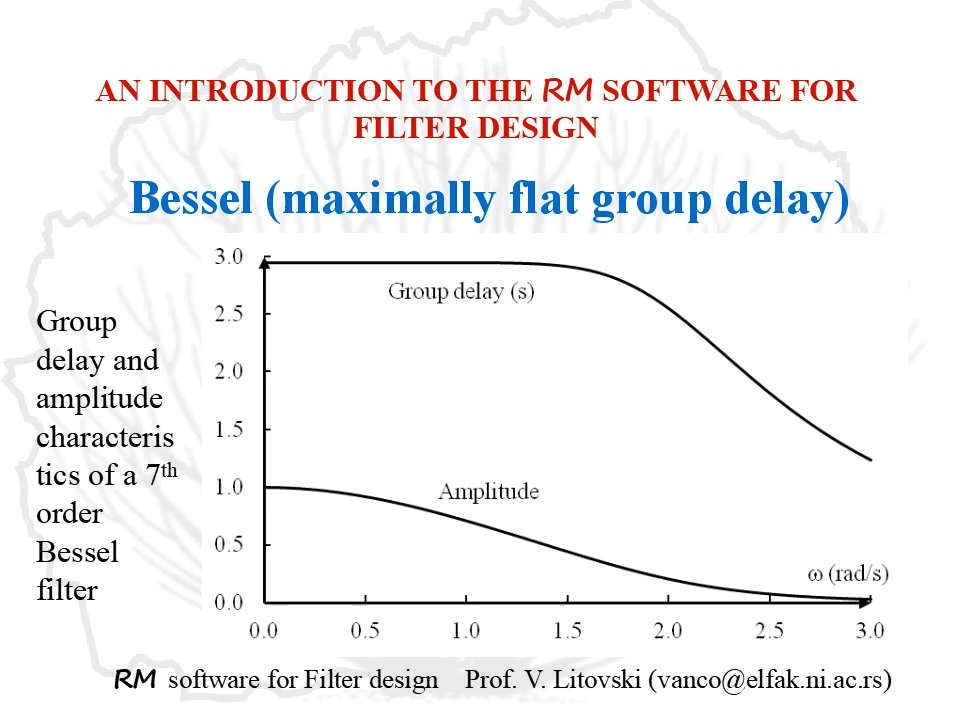 AN INTRODUCTION TO THE RM SOFTWARE FOR
FILTER DESIGN
Bessel (maximally flat group delay)
Group
delay and
amplitude
characteris
tics of a 7th
order
Bessel
filter
3.0
2.5
2.0
1.5
1.0
0.5
0.0
Group delay (s)
Amplitude
ω (rad/s)
0.0 0.5 1.0 1.5 2.0 2.5 3.0
RM software for Filter design Prof. V. Litovski (vanco@elfak.ni.ac.rs)